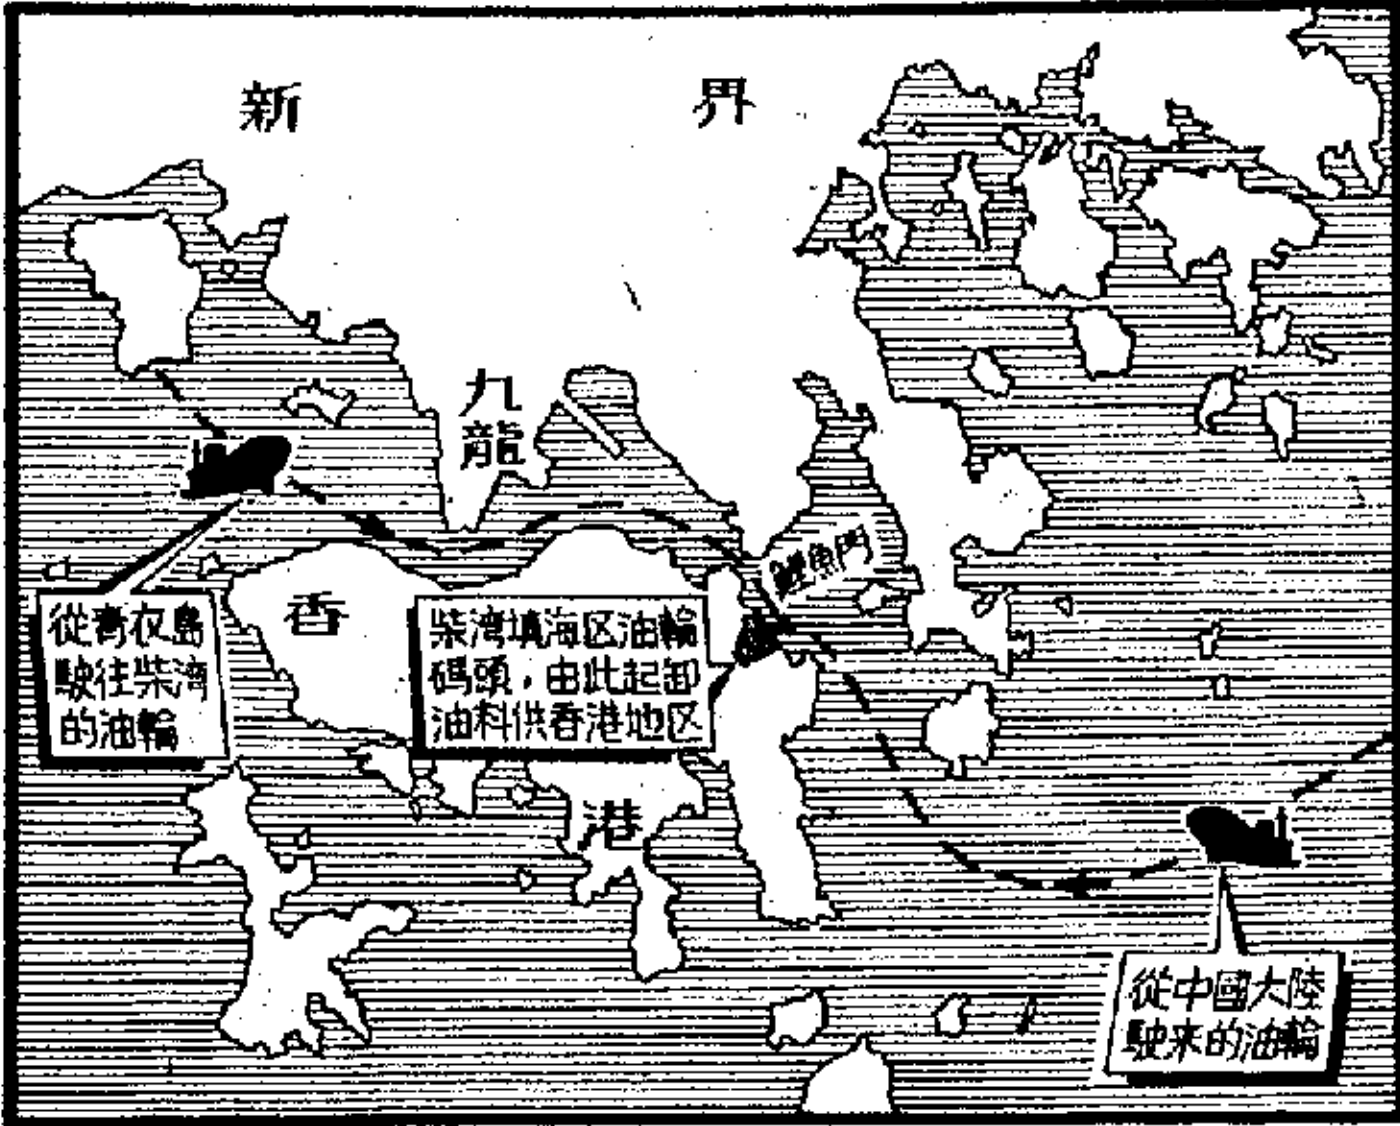 新 界
九
龍
鯉魚門
香
港
從青衣島
駛往柴灣
的油輪
柴湾填海区油輪
碼頭，由此起卸
油料供香港地区
從中國大陸
駛来的油輪